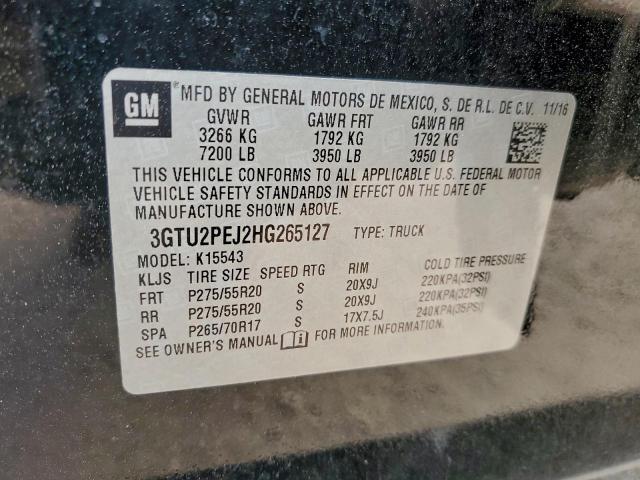 GM MFD BY GENERAL MOTORS DE MEXICO, S. DE R.L. DE C.V. 11/16
GVWR GAWR FRT GAWR RR
3266 KG 1792 KG 1792 KG
7200 LB 3950 LB 3950 LB
THIS VEHICLE CONFORMS TO ALL APPLICABLE U.S. FEDERAL MOTOR
VEHICLE SAFETY STANDARDS IN EFFECT ON THE DATE OF
MANUFACTURE SHOWN ABOVE.
3GTU2PEJ2HG265127 TYPE: TRUCK
MODEL: K15543
KLJS TIRE SIZE SPEED RTG RIM COLD TIRE PRESSURE
FRT P275/55R20 S 20X9J 220KPA(32PSI)
RR P275/55R20 S 20X9J 220KPA(32PSI)
SPA P265/70R17 S 17X7.5J 240KPA(35PSI)
SEE OWNER'S MANUAL FOR MORE INFORMATION.